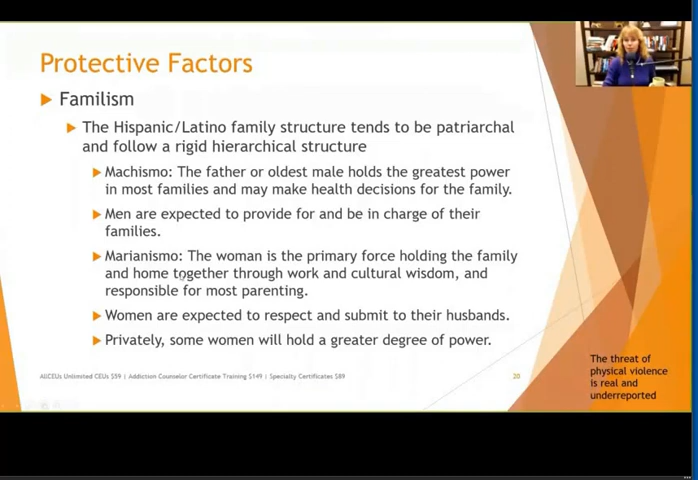 Protective Factors
Familism
The Hispanic/Latino family structure tends to be patriarchal
and follow a rigid hierarchical structure
Machismo: The father or oldest male holds the greatest power
in most families and may make health decisions for the family.
Men are expected to provide for and be in charge of their
families.
Marianismo: The woman is the primary force holding the family
and home together through work and cultural wisdom, and
responsible for most parenting.
Women are expected to respect and submit to their husbands.
Privately, some women will hold a greater degree of power.
AllCEUs Unlimited CEUs $59 | Addiction Counselor Certificate Training $149 | Specialty Certificates $89
20
The threat of
physical violence
is real and
underreported